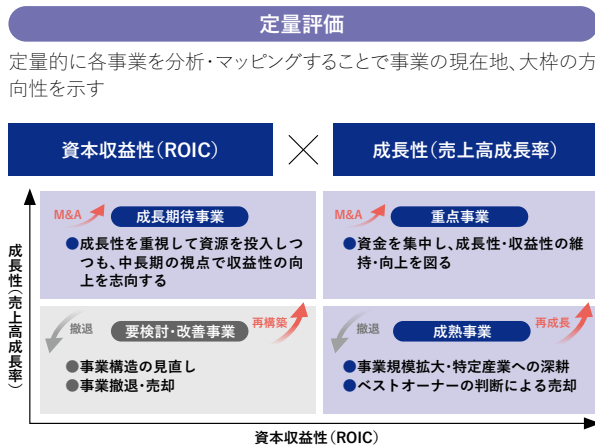 定量評価
定量的に各事業を分析・マッピングすることで事業の現在地、大枠の方
向性を示す
資本収益性（ROIC）
成長性（売上高成長率）
成長性（売上高成長率）
M&A
成長期待事業
●成長性を重視して資源を投入しつ
つも、中長期の視点で収益性の向
上を志向する
M&A
重点事業
●資金を集中し、成長性・収益性の維
持・向上を図る
撤退
要検討・改善事業
再構築
●事業構造の見直し
●事業撤退・売却
撤退
成熟事業
再成長
●事業規模拡大・特定産業への深耕
●ベストオーナーの判断による売却
資本収益性（ROIC）